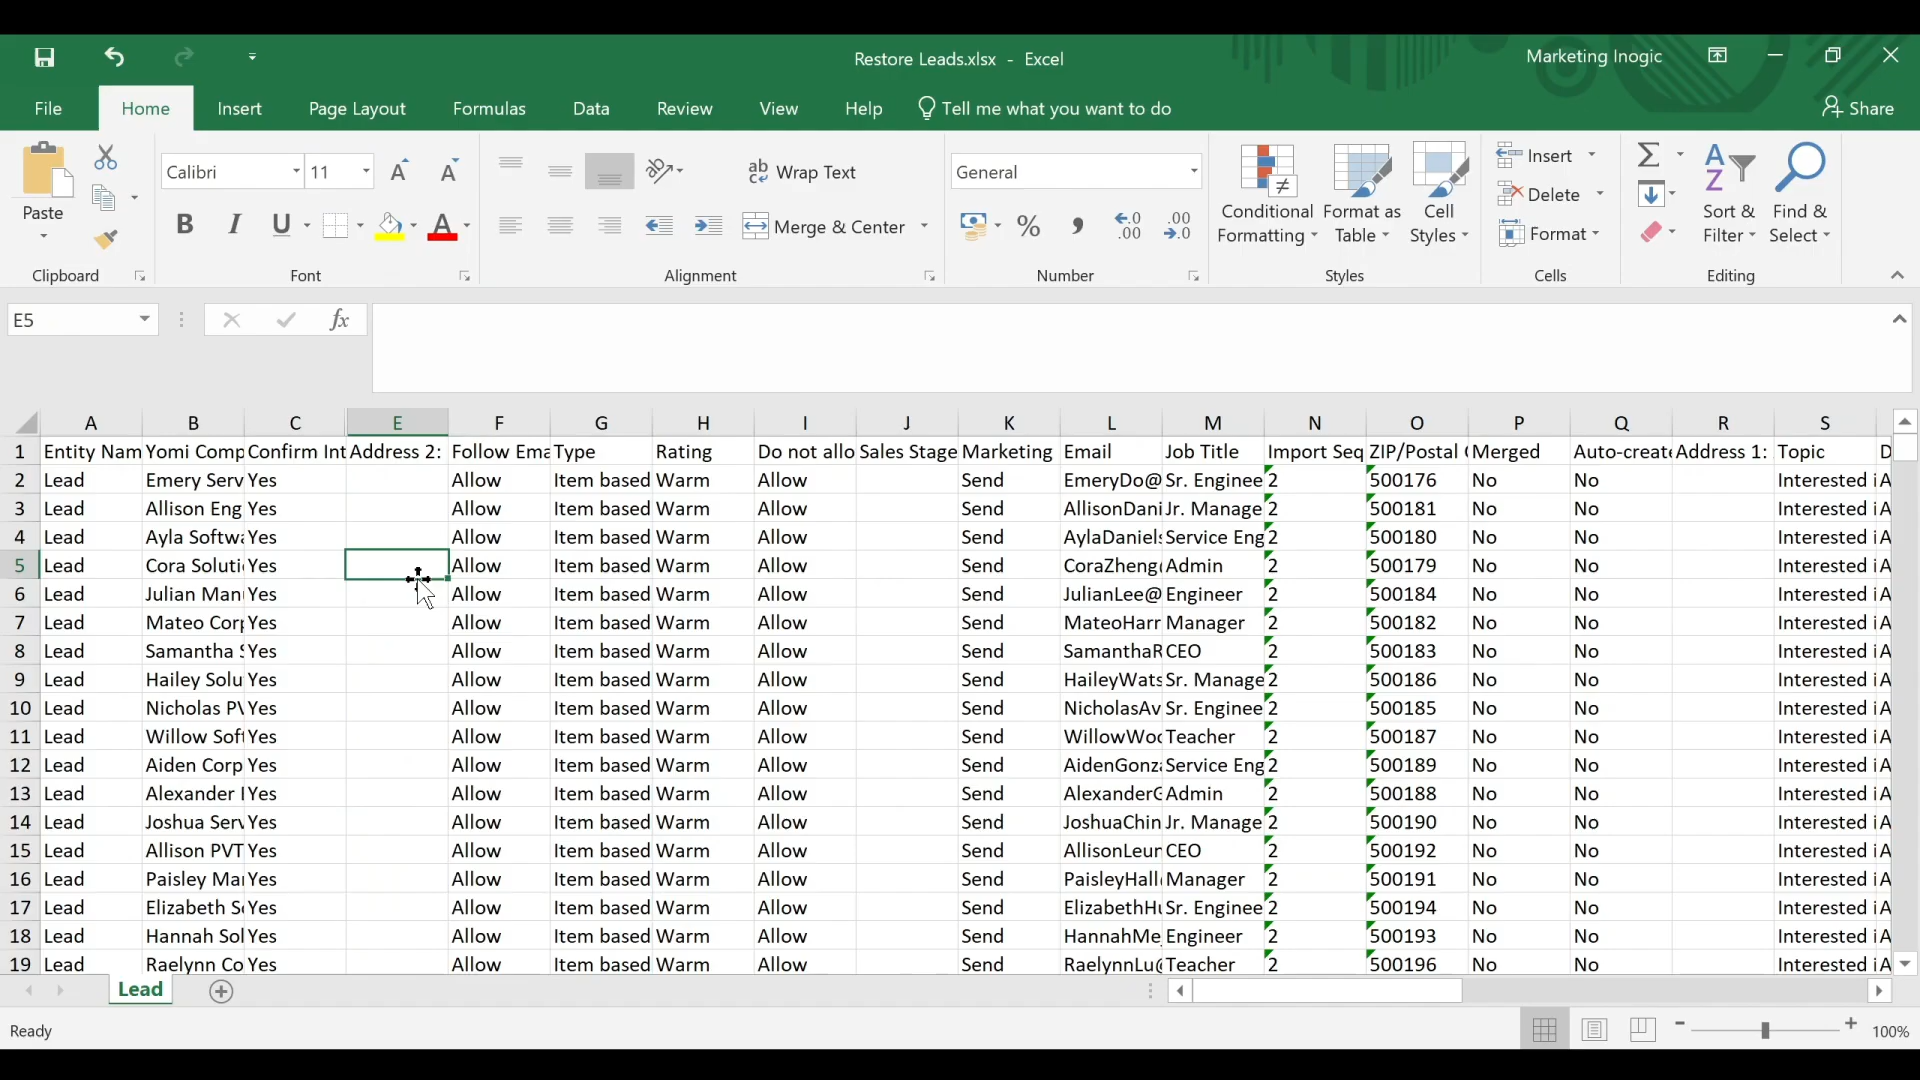 Restore Leads.xlsx - Excel
Marketing Inogic
File Home Insert Page Layout Formulas Data Review View Help Tell me what you want to do Share
Paste
Clipboard
Calibri 11
B I U A
Font
ab Wrap Text
Merge & Center
Alignment
General
% , .0 .00 .00 .0
Number
Conditional Formatting
Format as Table
Cell Styles
Styles
Insert
Delete
Format
Cells
Sort & Filter
Find & Select
Editing
E5 fx
A B C E F G H I J K L M N O P Q R S
1 Entity Nam Yomi Comp Confirm Int Address 2: Follow Ema Type Rating Do not allo Sales Stage Marketing Email Job Title Import Seq ZIP/Postal Merged Auto-create Address 1: Topic D
2 Lead Emery Serv Yes Allow Item based Warm Allow Send EmeryDo@ Sr. Enginee 2 500176 No No Interested i A
3 Lead Allison Eng Yes Allow Item based Warm Allow Send AllisonDani Jr. Manage 2 500181 No No Interested i A
4 Lead Ayla Softwa Yes Allow Item based Warm Allow Send AylaDaniels Service Eng 2 500180 No No Interested i A
5 Lead Cora Soluti Yes Allow Item based Warm Allow Send CoraZheng Admin 2 500179 No No Interested i A
6 Lead Julian Man Yes Allow Item based Warm Allow Send JulianLee@ Engineer 2 500184 No No Interested i A
7 Lead Mateo Corp Yes Allow Item based Warm Allow Send MateoHarr Manager 2 500182 No No Interested i A
8 Lead Samantha S Yes Allow Item based Warm Allow Send SamanthaR CEO 2 500183 No No Interested i A
9 Lead Hailey Solu Yes Allow Item based Warm Allow Send HaileyWats Sr. Manage 2 500186 No No Interested i A
10 Lead Nicholas PV Yes Allow Item based Warm Allow Send NicholasAv Sr. Enginee 2 500185 No No Interested i A
11 Lead Willow Soft Yes Allow Item based Warm Allow Send WillowWoo Teacher 2 500187 No No Interested i A
12 Lead Aiden Corp Yes Allow Item based Warm Allow Send AidenGonza Service Eng 2 500189 No No Interested i A
13 Lead Alexander Yes Allow Item based Warm Allow Send AlexanderG Admin 2 500188 No No Interested i A
14 Lead Joshua Serv Yes Allow Item based Warm Allow Send JoshuaChin Jr. Manage 2 500190 No No Interested i A
15 Lead Allison PVT Yes Allow Item based Warm Allow Send AllisonLeun CEO 2 500192 No No Interested i A
16 Lead Paisley Mar Yes Allow Item based Warm Allow Send PaisleyHall Manager 2 500191 No No Interested i A
17 Lead Elizabeth So Yes Allow Item based Warm Allow Send ElizabethHu Sr. Enginee 2 500194 No No Interested i A
18 Lead Hannah Sol Yes Allow Item based Warm Allow Send HannahMe Engineer 2 500193 No No Interested i A
19 Lead Raelynn Co Yes Allow Item based Warm Allow Send RaelynnLu Teacher 2 500196 No No Interested i A
Lead
Ready 100%